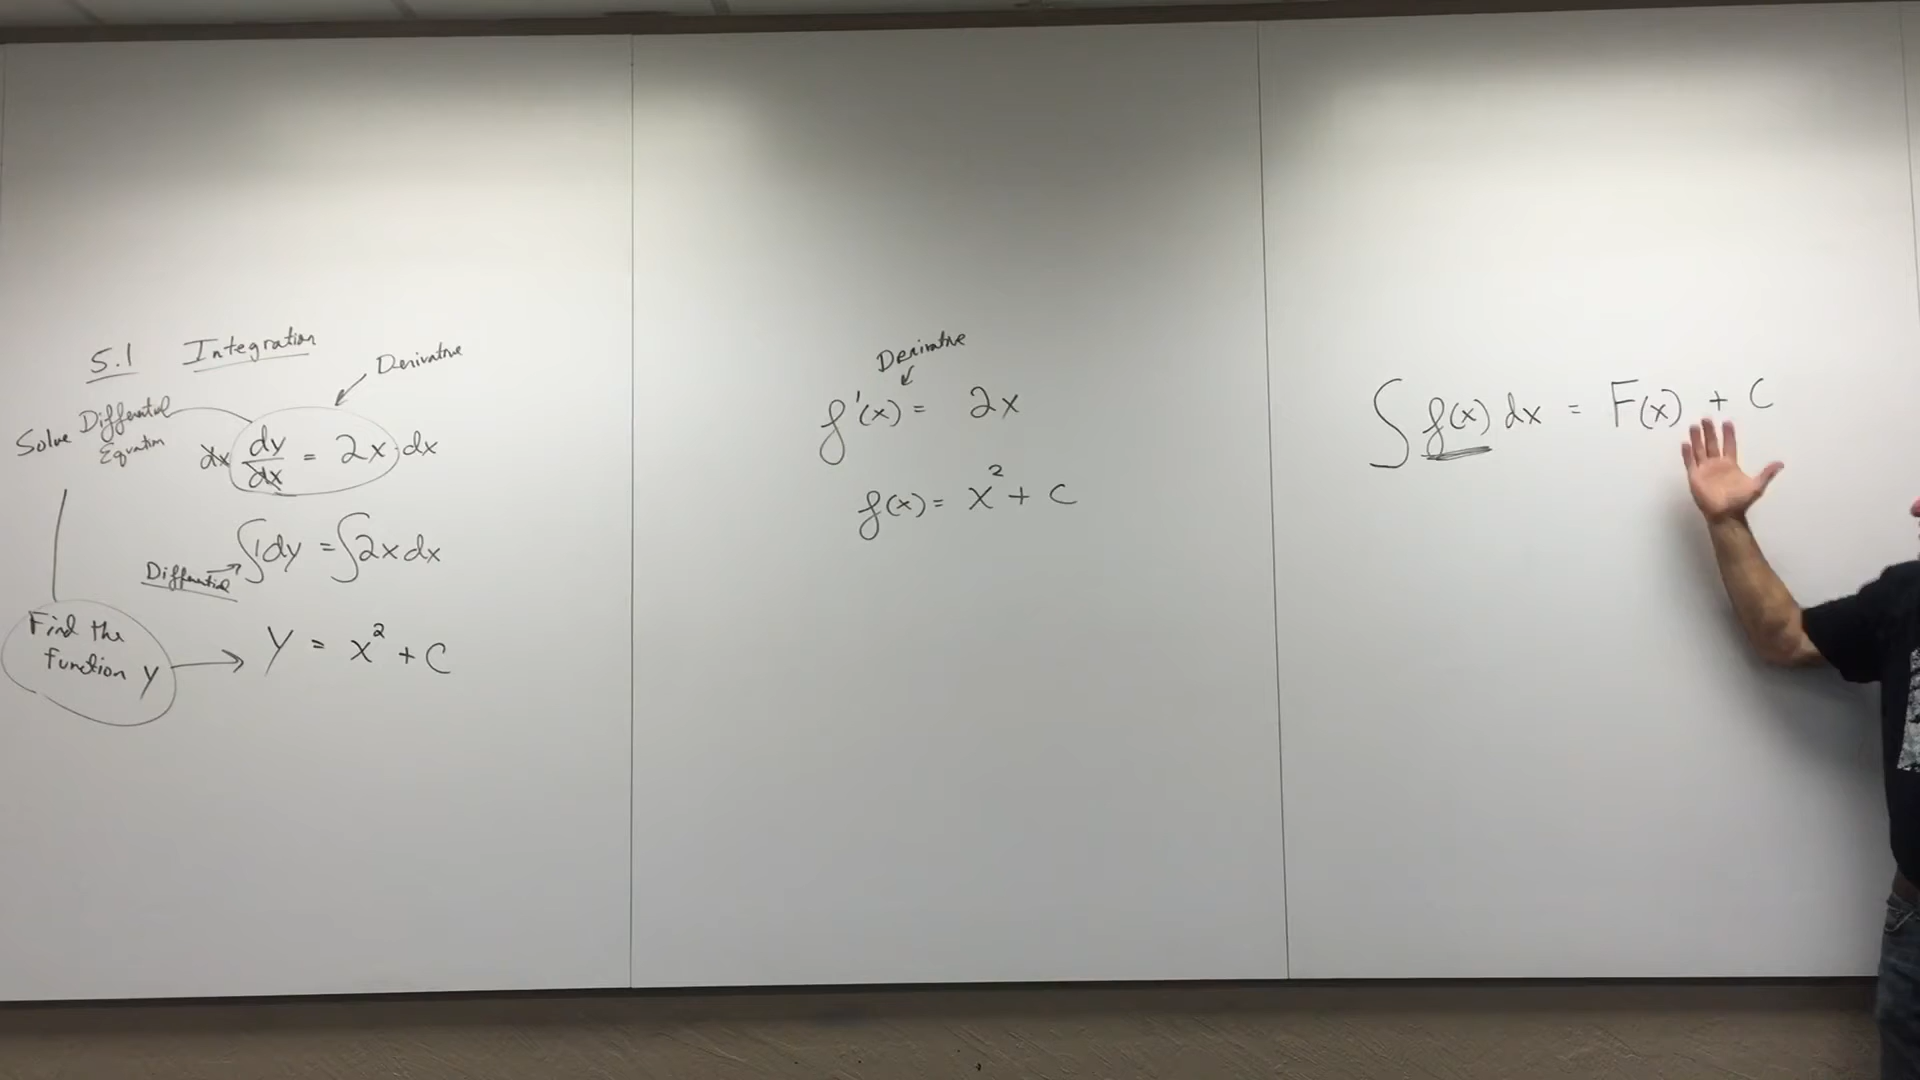 5.1 Integration
Derivative
Solve Differential
Equation
dx dy/dx = 2x · dx
∫1dy = ∫2x dx
Differential
Find the
function y
y = x² + C
Derivative
f'(x) = 2x
f(x) = x² + C
∫f(x) dx = F(x) + C